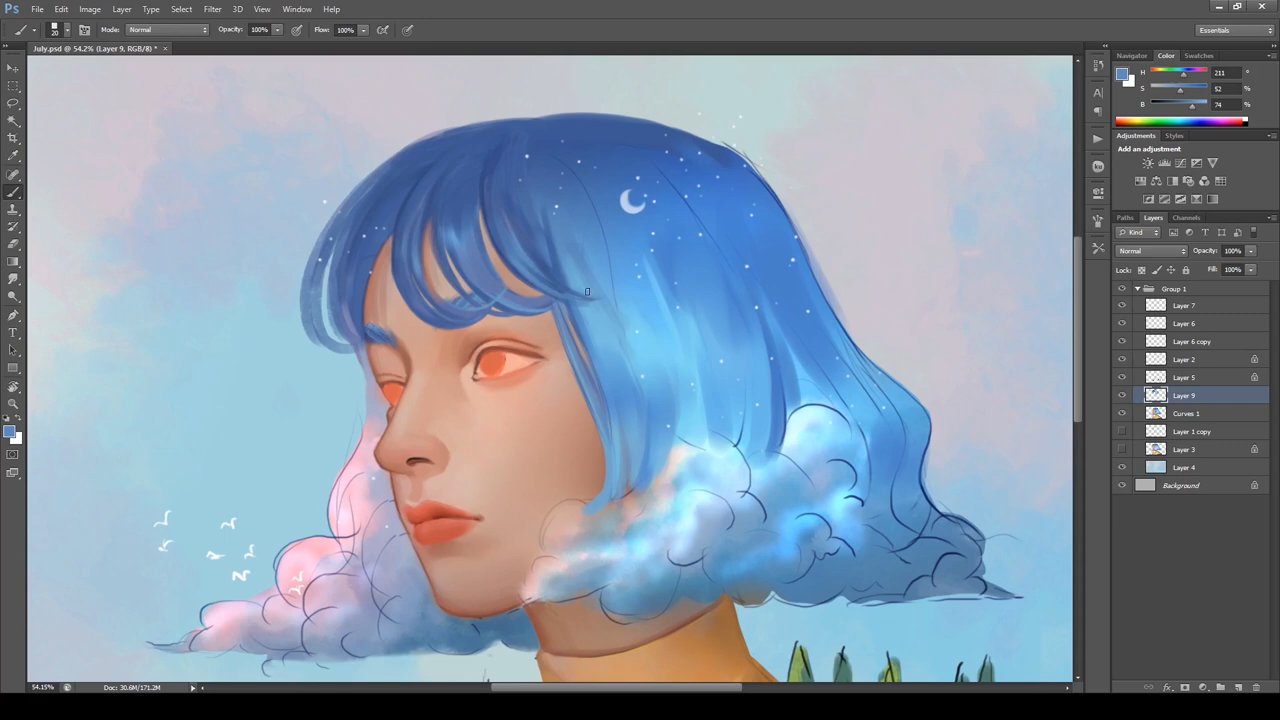 Ps File Edit Image Layer Type Select Filter 3D View Window Help
20 Mode: Normal Opacity: 100% Flow: 100% Essentials
July.psd @ 54.2% (Layer 9, RGB/8) * ×
Navigator Color Swatches
H 211 °
S 52 %
B 74 %
Adjustments Styles
Add an adjustment
Paths Layers Channels
Kind
Normal Opacity: 100%
Lock: Fill: 100%
Group 1
Layer 7
Layer 6
Layer 6 copy
Layer 2
Layer 5
Layer 9
Curves 1
Layer 1 copy
Layer 3
Layer 4
Background
54.15% Doc: 30.6M/171.2M